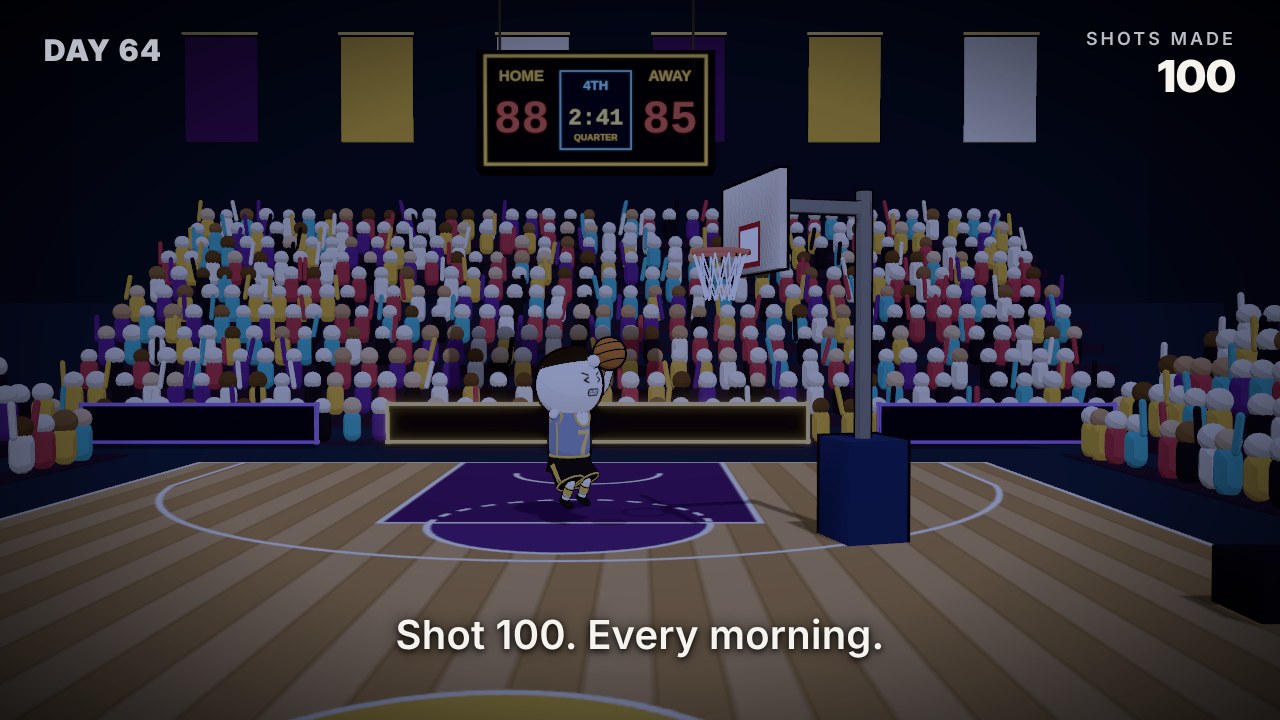 DAY 64
SHOTS MADE
100
HOME
4TH
AWAY
88
2:41
85
QUARTER
7
Shot 100. Every morning.